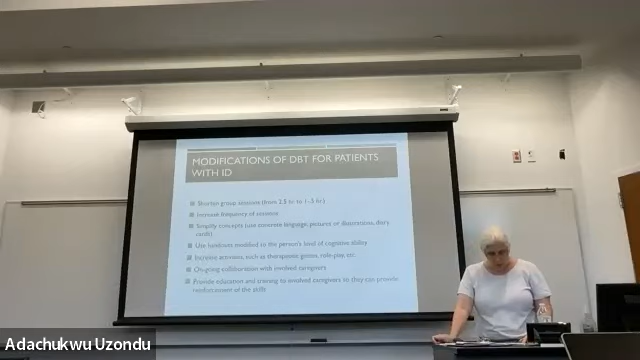 MODIFICATIONS OF DBT FOR PATIENTS
WITH ID
Shorten group sessions (from 2.5 hr to 1-.5 hr)
Increase frequency of sessions
Simplify concepts (use concrete language, pictures or illustrations, diary
cards)
Use handouts modified to the person's level of cognitive ability
Increase activities, such as therapeutic games, role-play, etc.
On-going collaboration with involved caregivers
Provide education and training to involved caregivers so they can provide
reinforcement of the skills
Adachukwu Uzondu